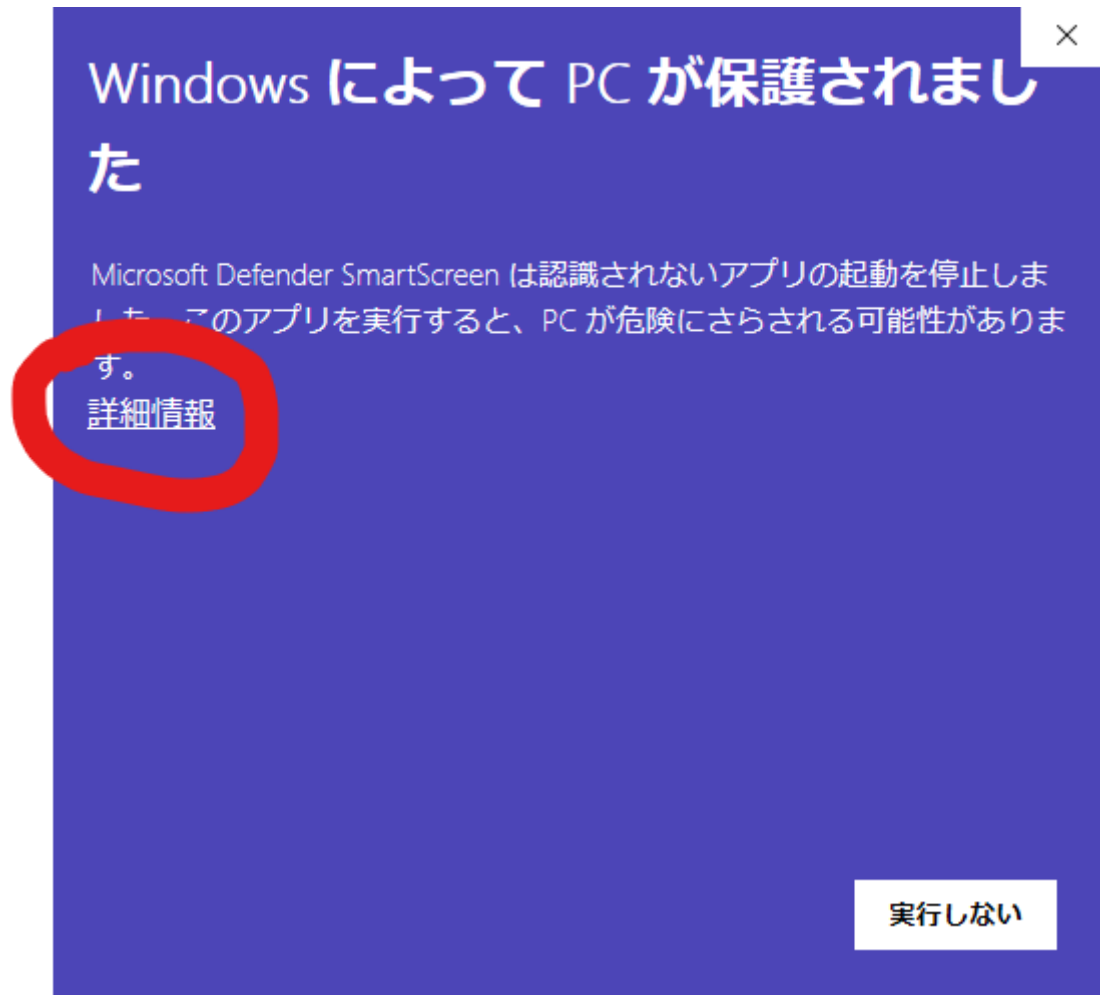 Windows によって PC が保護されまし
た
Microsoft Defender SmartScreen は認識されないアプリの起動を停止しま
した。このアプリを実行すると、PC が危険にさらされる可能性がありま
す。
詳細情報
実行しない